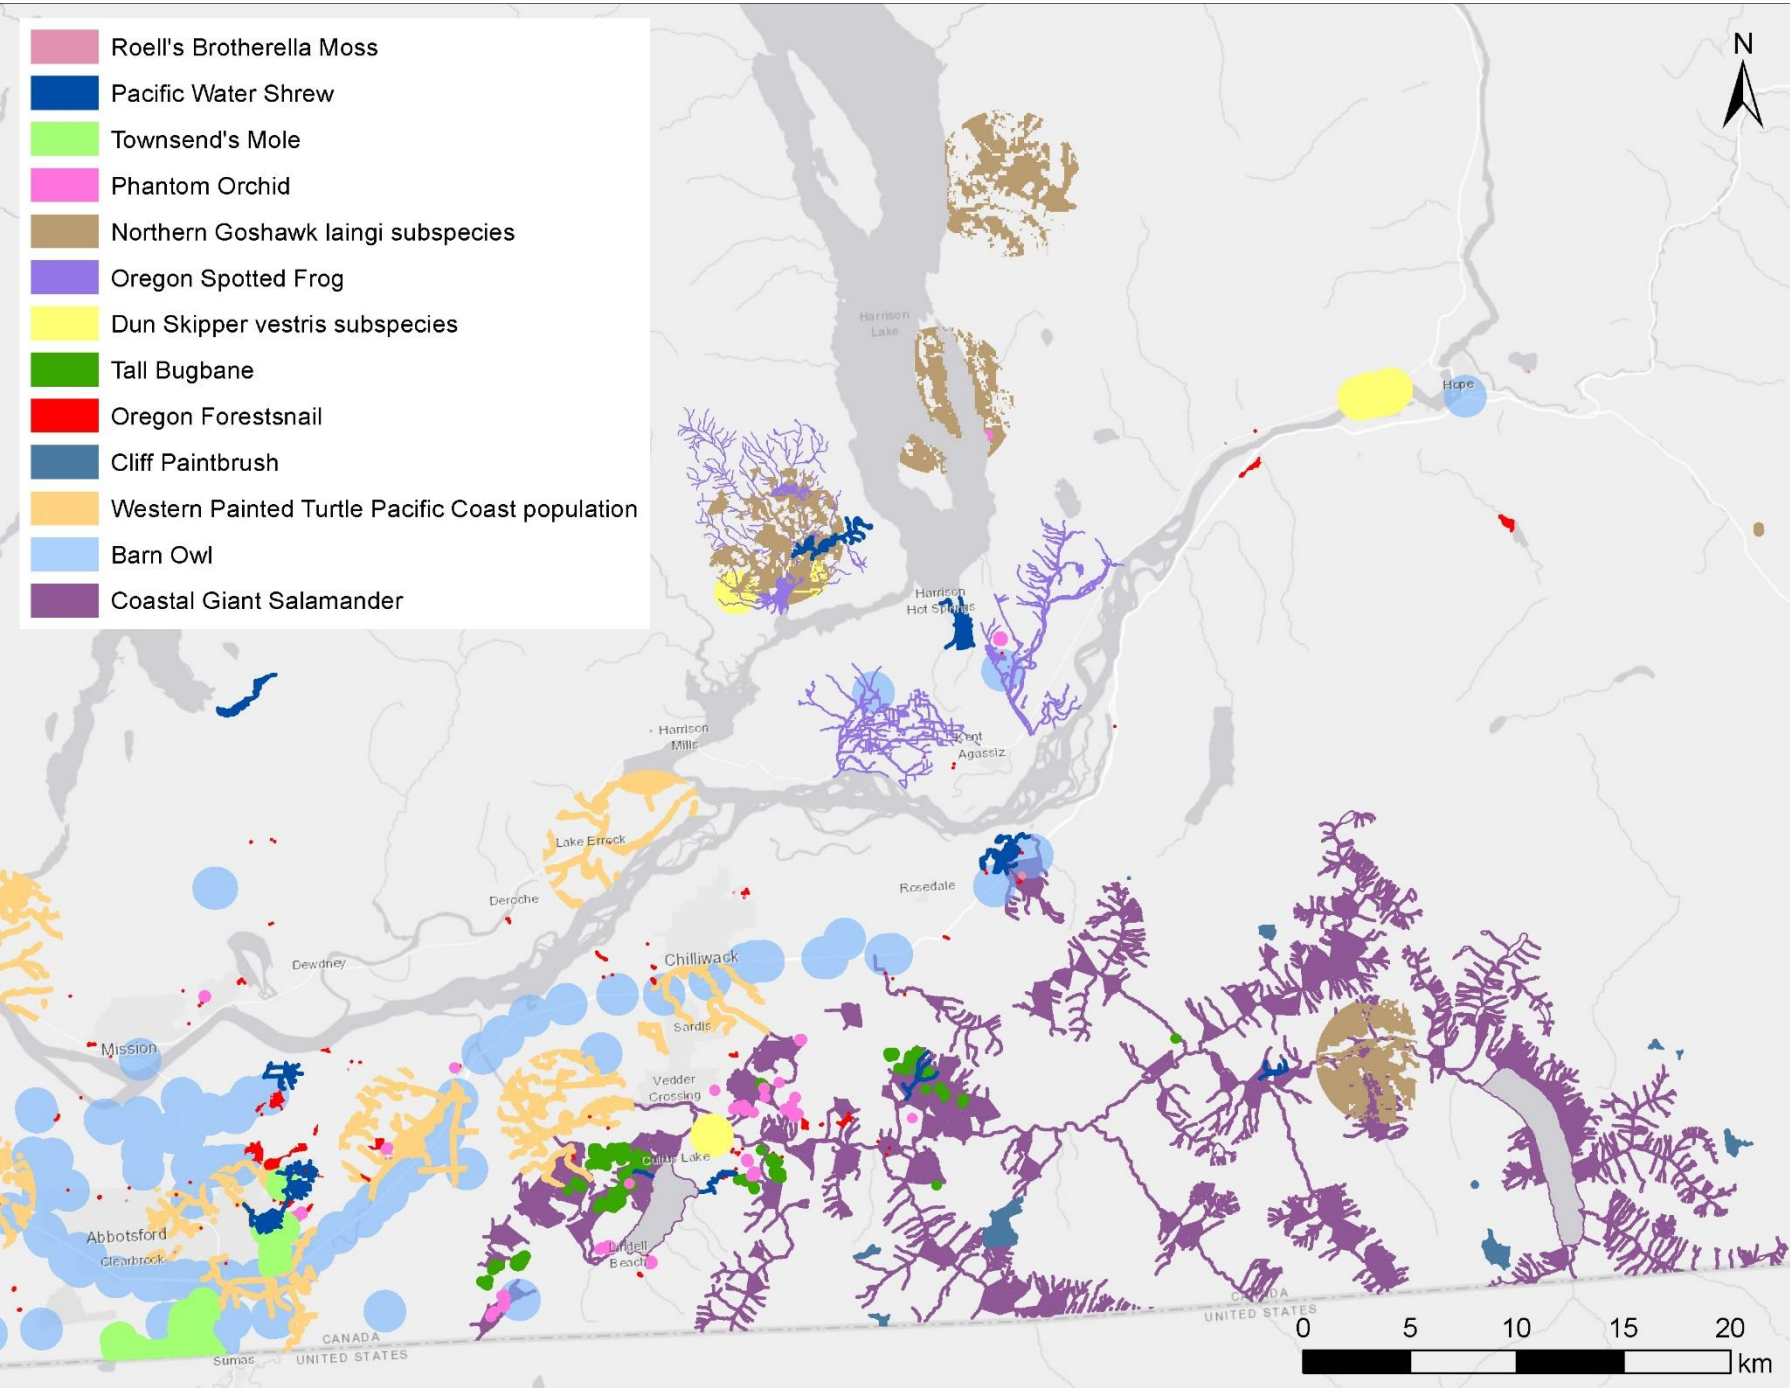 Roell's Brotherella Moss
Pacific Water Shrew
Townsend's Mole
Phantom Orchid
Northern Goshawk laingi subspecies
Oregon Spotted Frog
Dun Skipper vestris subspecies
Tall Bugbane
Oregon Forestsnail
Cliff Paintbrush
Western Painted Turtle Pacific Coast population
Barn Owl
Coastal Giant Salamander
N
Harrison
Lake
Hope
Harrison
Hot Springs
Harrison
Mills
Kent
Agassiz
Lake Errock
Rosedale
Deroche
Chilliwack
Dewdney
Sardis
Mission
Vedder
Crossing
Cultus Lake
Abbotsford
Clearbrook
Lindell
Beach
CANADA
UNITED STATES
CANADA
UNITED STATES
Sumas
0 5 10 15 20
km